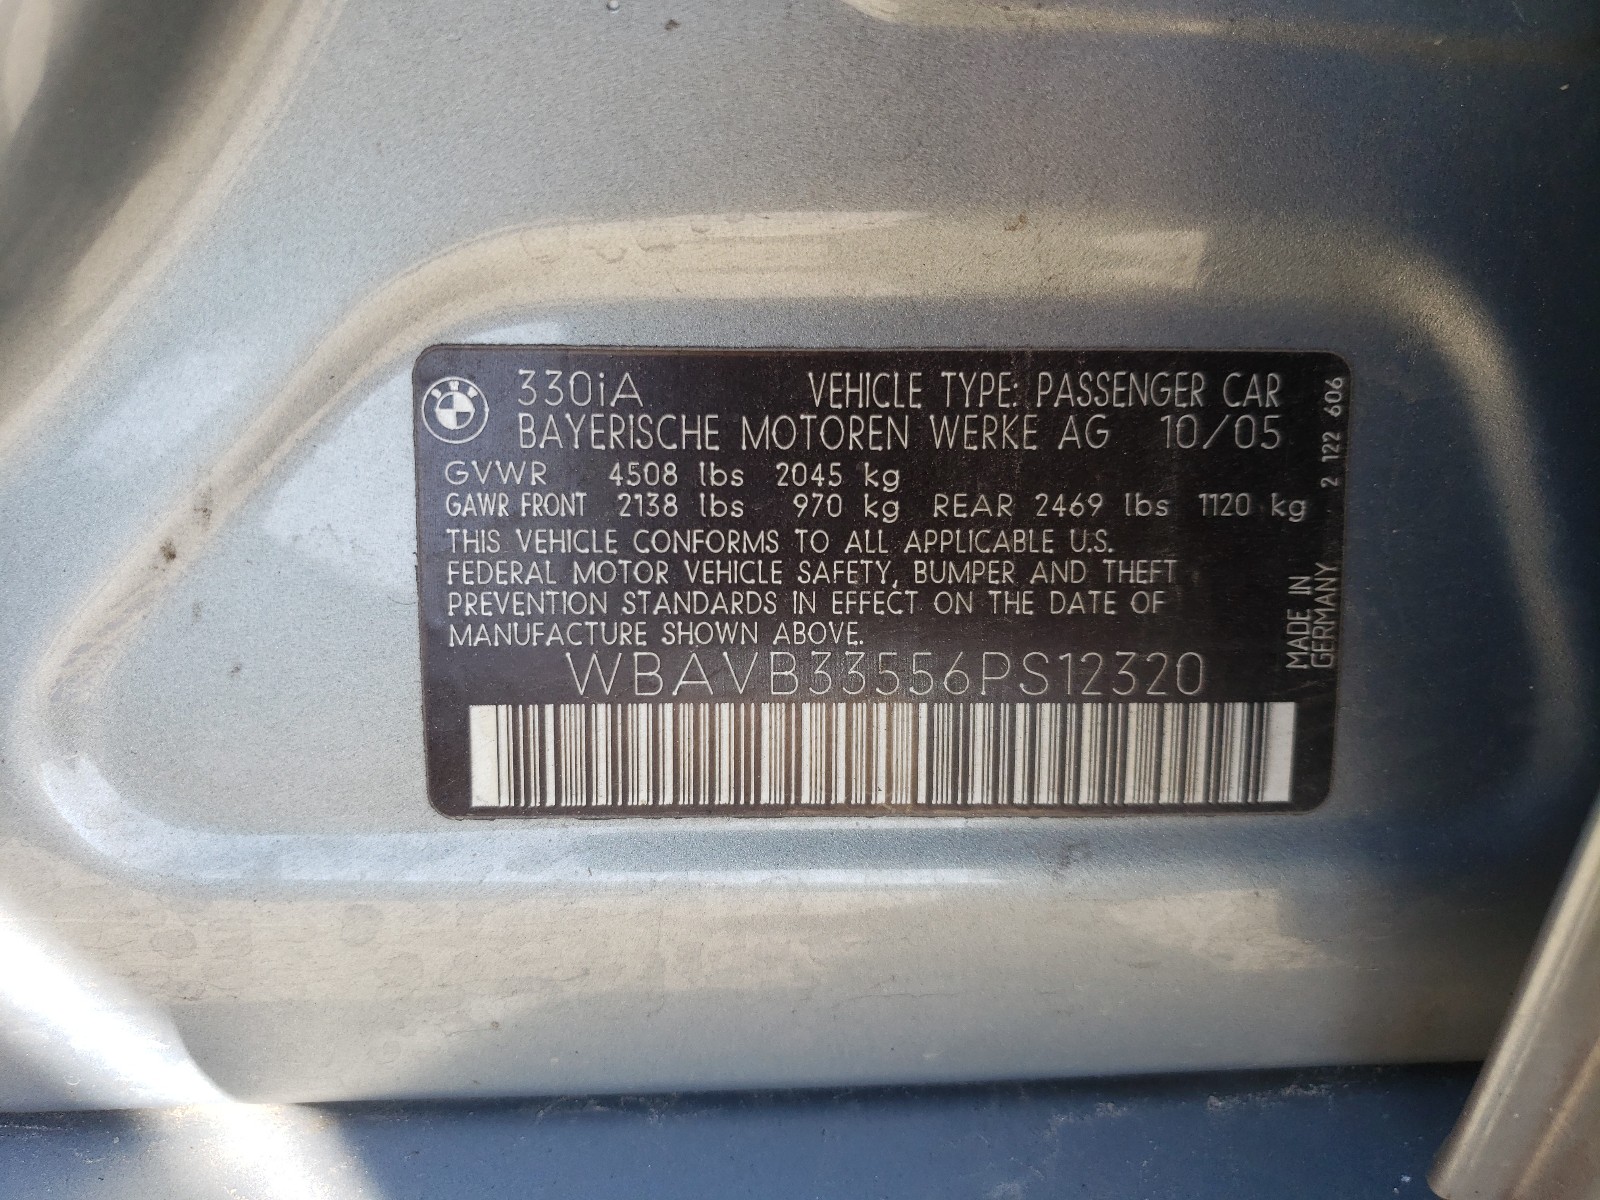 330iA VEHICLE TYPE: PASSENGER CAR
BAYERISCHE MOTOREN WERKE AG 10/05
GVWR 4508 lbs 2045 kg
GAWR FRONT 2138 lbs 970 kg REAR 2469 lbs 1120 kg
THIS VEHICLE CONFORMS TO ALL APPLICABLE U.S.
FEDERAL MOTOR VEHICLE SAFETY, BUMPER AND THEFT
PREVENTION STANDARDS IN EFFECT ON THE DATE OF
MANUFACTURE SHOWN ABOVE.
WBAVB33556PS12320
MADE IN
GERMANY 2 122 606